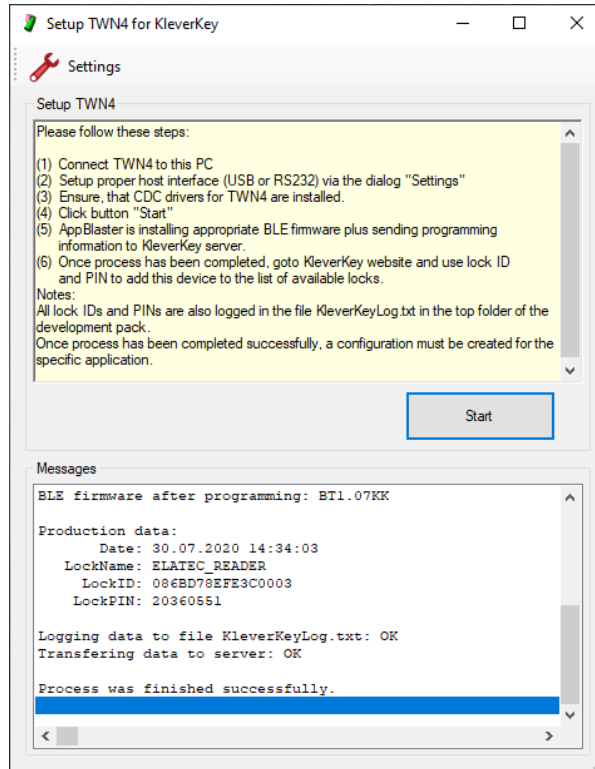 Setup TWN4 for KleverKey
Settings
Setup TWN4
Please follow these steps:
(1) Connect TWN4 to this PC
(2) Setup proper host interface (USB or RS232) via the dialog "Settings"
(3) Ensure, that CDC drivers for TWN4 are installed.
(4) Click button "Start"
(5) AppBlaster is installing appropriate BLE firmware plus sending programming
information to KleverKey server.
(6) Once process has been completed, goto KleverKey website and use lock ID
and PIN to add this device to the list of available locks.
Notes:
All lock IDs and PINs are also logged in the file KleverKeyLog.txt in the top folder of the
development pack.
Once process has been completed successfully, a configuration must be created for the
specific application.
Start
Messages
BLE firmware after programming: BT1.07KK
Production data:
Date: 30.07.2020 14:34:03
LockName: ELATEC_READER
LockID: 086BD78EFE3C0003
LockPIN: 20360551
Logging data to file KleverKeyLog.txt: OK
Transfering data to server: OK
Process was finished successfully.